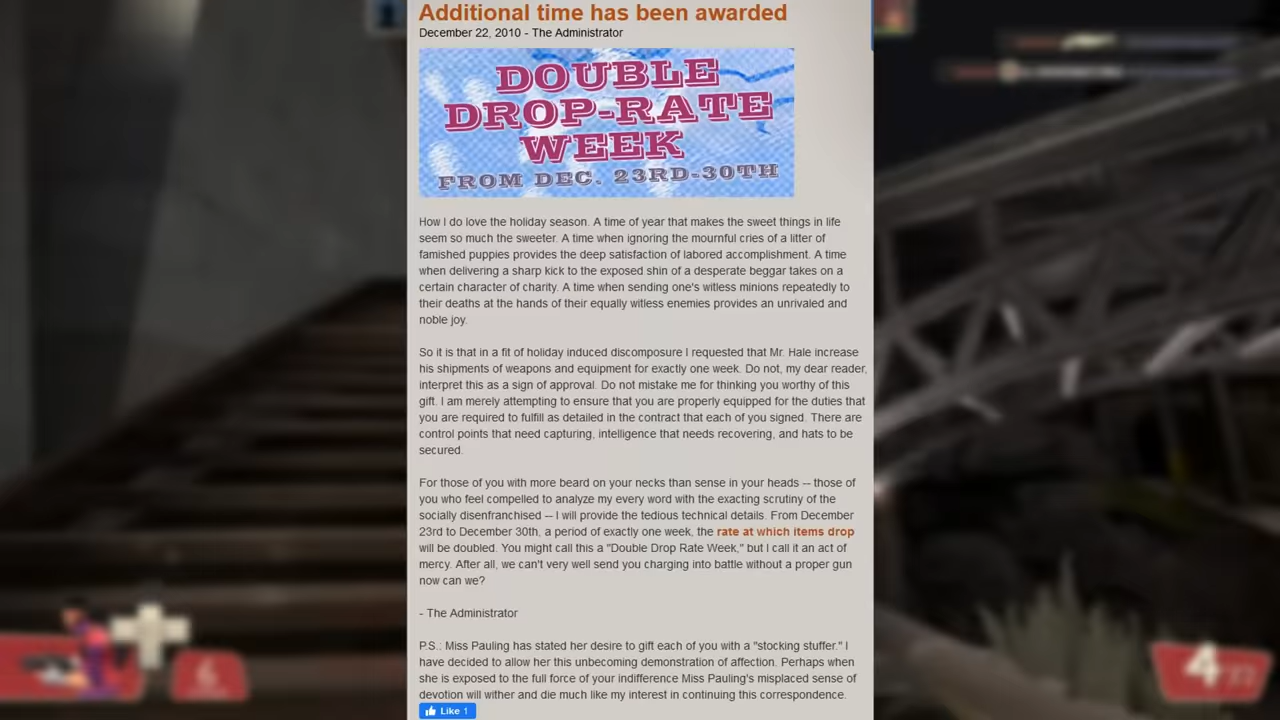 Additional time has been awarded
December 22, 2010 - The Administrator
DOUBLE
DROP-RATE
WEEK
FROM DEC. 23RD-30TH
How I do love the holiday season. A time of year that makes the sweet things in life
seem so much the sweeter. A time when ignoring the mournful cries of a litter of
famished puppies provides the deep satisfaction of labored accomplishment. A time
when delivering a sharp kick to the exposed shin of a desperate beggar takes on a
certain character of charity. A time when sending one's witless minions repeatedly to
their deaths at the hands of their equally witless enemies provides an unrivaled and
noble joy.
So it is that in a fit of holiday induced discomposure I requested that Mr. Hale increase
his shipments of weapons and equipment for exactly one week. Do not, my dear reader,
interpret this as a sign of approval. Do not mistake me for thinking you worthy of this
gift. I am merely attempting to ensure that you are properly equipped for the duties that
you are required to fulfill as detailed in the contract that each of you signed. There are
control points that need capturing, intelligence that needs recovering, and hats to be
secured.
For those of you with more beard on your necks than sense in your heads -- those of
you who feel compelled to analyze my every word with the exacting scrutiny of the
socially disenfranchised -- I will provide the tedious technical details. From December
23rd to December 30th, a period of exactly one week, the rate at which items drop
will be doubled. You might call this a "Double Drop Rate Week," but I call it an act of
mercy. After all, we can't very well send you charging into battle without a proper gun
now can we?
- The Administrator
P.S.: Miss Pauling has stated her desire to gift each of you with a "stocking stuffer." I
have decided to allow her this unbecoming demonstration of affection. Perhaps when
she is exposed to the full force of your indifference Miss Pauling's misplaced sense of
devotion will wither and die much like my interest in continuing this correspondence.
Like 1
6
4